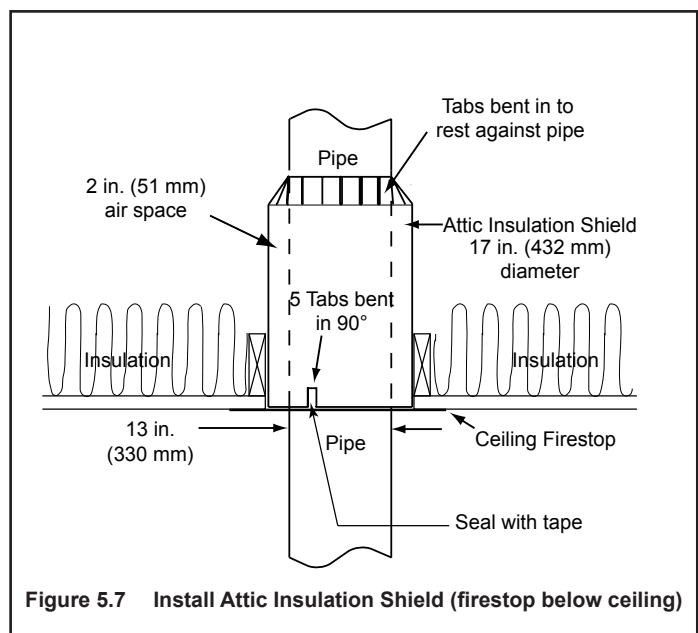 Tabs bent in to
rest against pipe
Pipe
2 in. (51 mm)
air space
Attic Insulation Shield
17 in. (432 mm)
diameter
5 Tabs bent
in 90°
Insulation
Insulation
13 in.
(330 mm)
Pipe
Ceiling Firestop
Seal with tape
Figure 5.7 Install Attic Insulation Shield (firestop below ceiling)